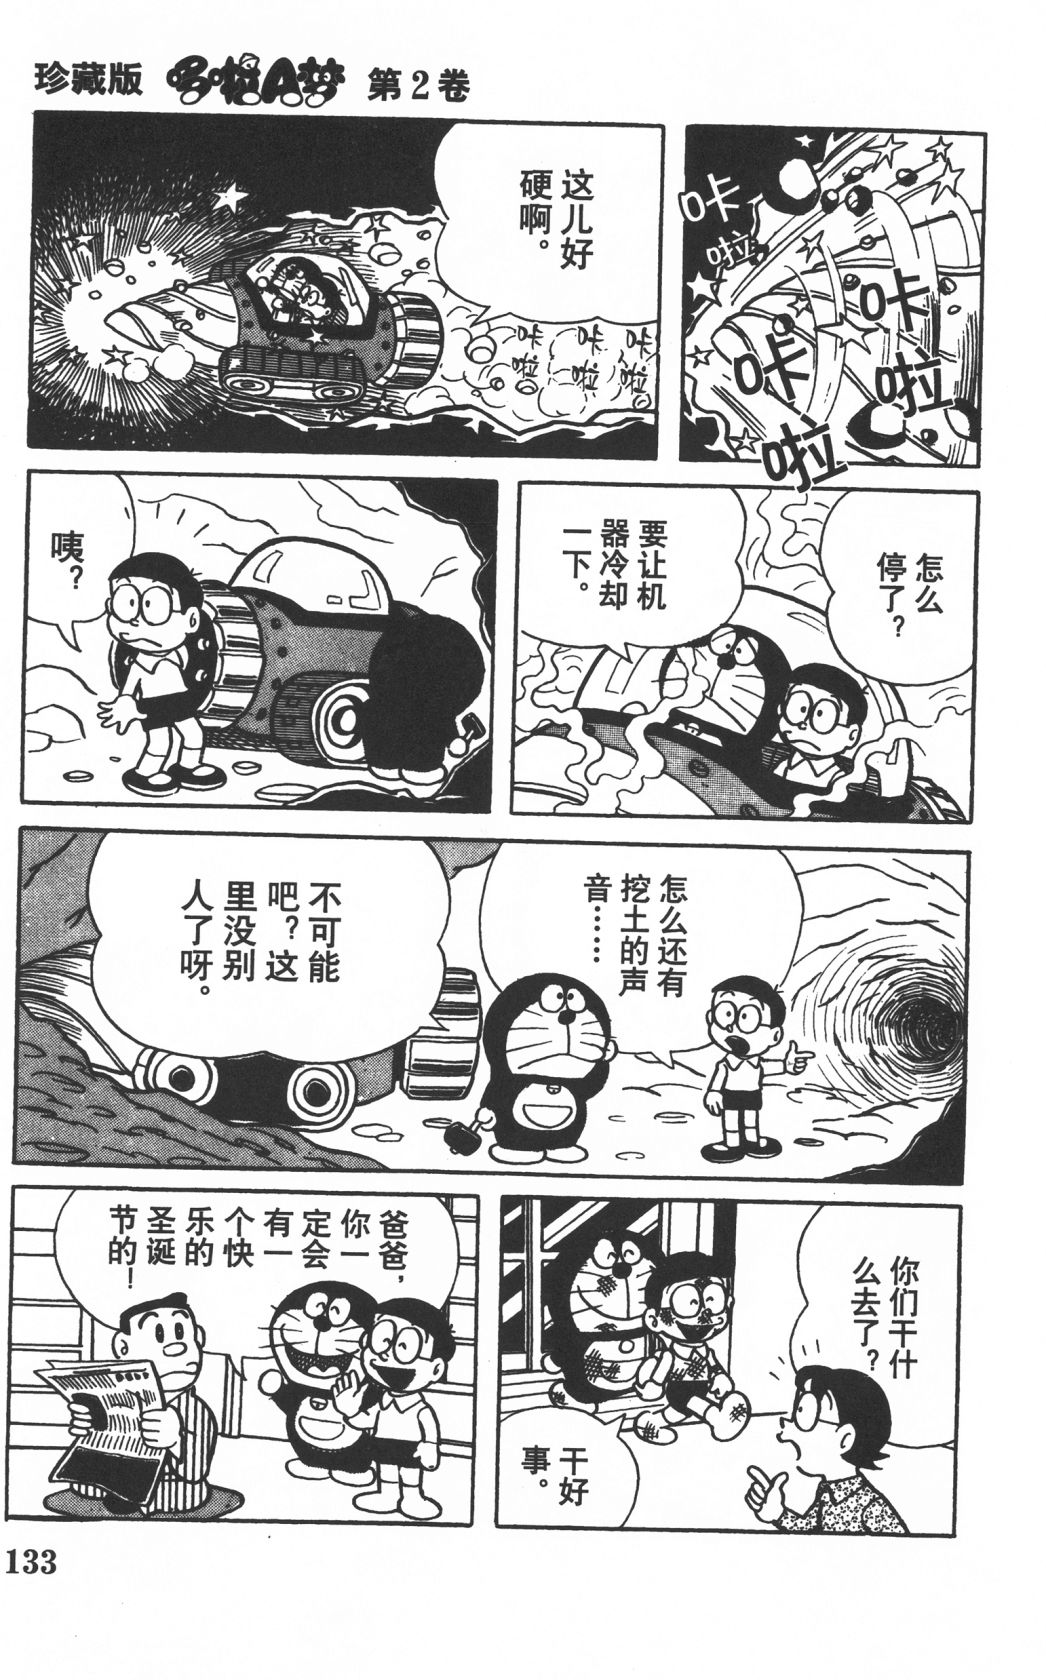 珍藏版 哆啦A梦 第2卷
咔啦
咔啦
咔啦
这儿好
硬啊。
咔啦
咔啦
咔啦
怎么
停了？
要让机
器冷却
一下。
咦？
怎么还有
挖土的声
音……
不可能
吧？这
里没别
人了呀。
你们干什
么去了？
干好
事。
爸爸，
你一
定会
有一
个快
乐的
圣诞
节的！
133